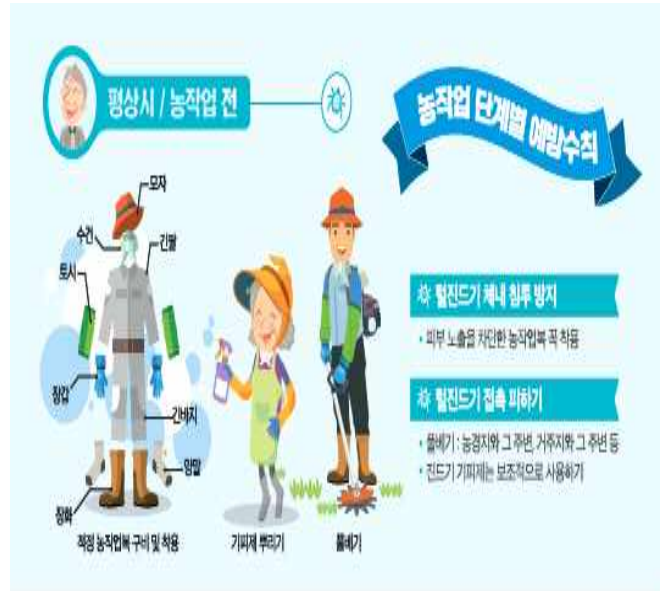 평상시 / 농작업 전
농작업 단계별 예방수칙
모자
수건
긴팔
토시
장갑
긴바지
양말
장화
적정 농작업복 구비 및 착용
기피제 뿌리기
풀베기
털진드기 체내 침투 방지
• 피부 노출을 차단한 농작업복 꼭 착용
털진드기 접촉 피하기
• 풀베기 : 농경지와 그 주변, 거주지와 그 주변 등
• 진드기 기피제는 보조적으로 사용하기